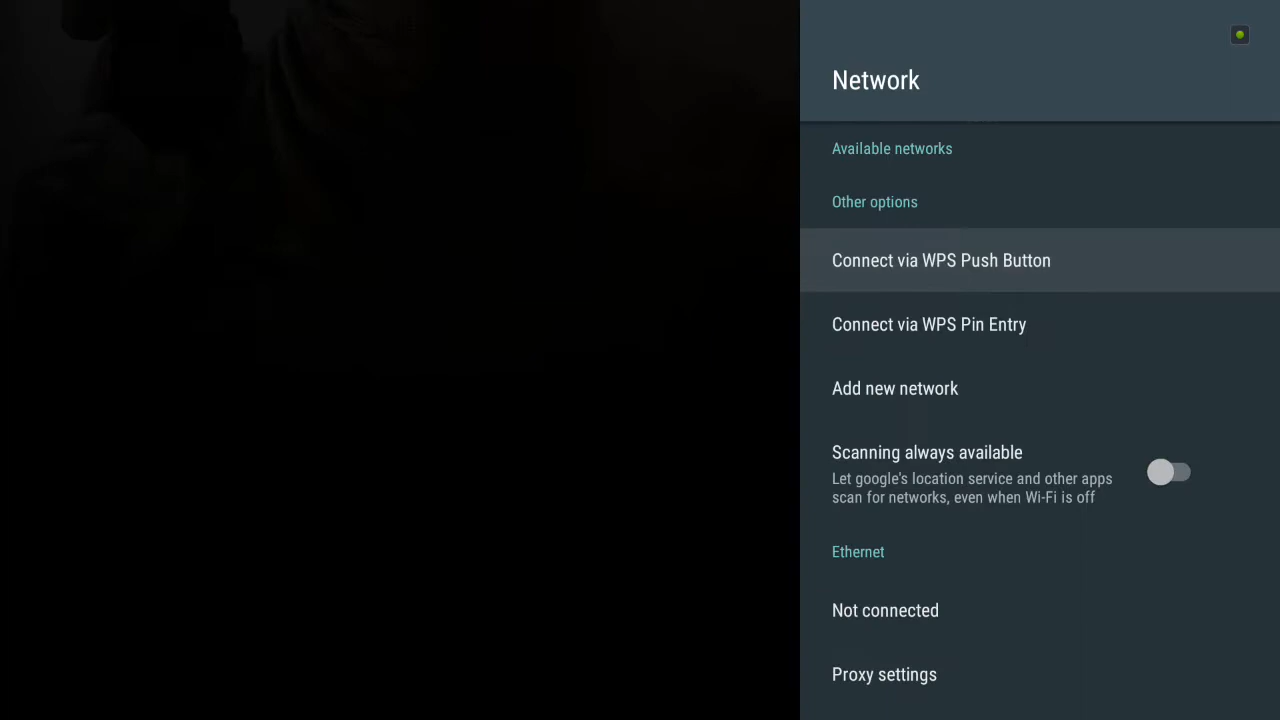 Network
Available networks
Other options
Connect via WPS Push Button
Connect via WPS Pin Entry
Add new network
Scanning always available
Let google's location service and other apps
scan for networks, even when Wi-Fi is off
Ethernet
Not connected
Proxy settings